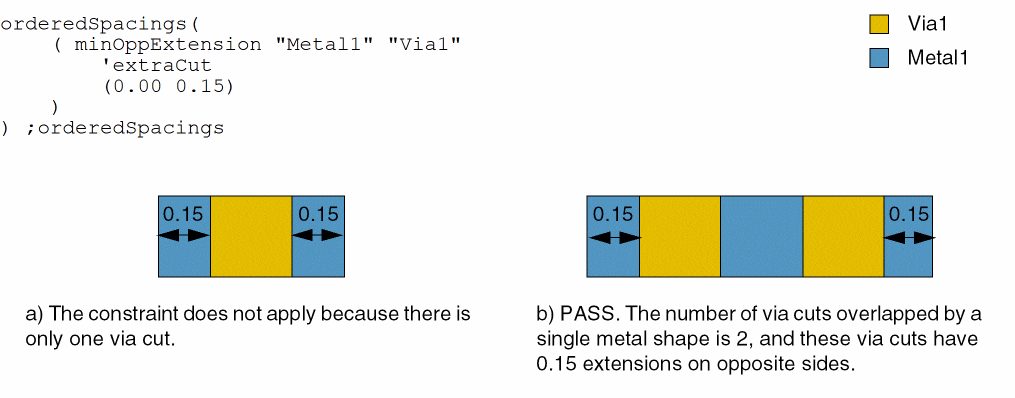 orderedSpacings(
( minOppExtension "Metal1" "Via1"
'extraCut
(0.00 0.15)
)
) ;orderedSpacings
Via1
Metal1
0.15 0.15
0.15 0.15
a) The constraint does not apply because there is
only one via cut.
b) PASS. The number of via cuts overlapped by a
single metal shape is 2, and these via cuts have
0.15 extensions on opposite sides.